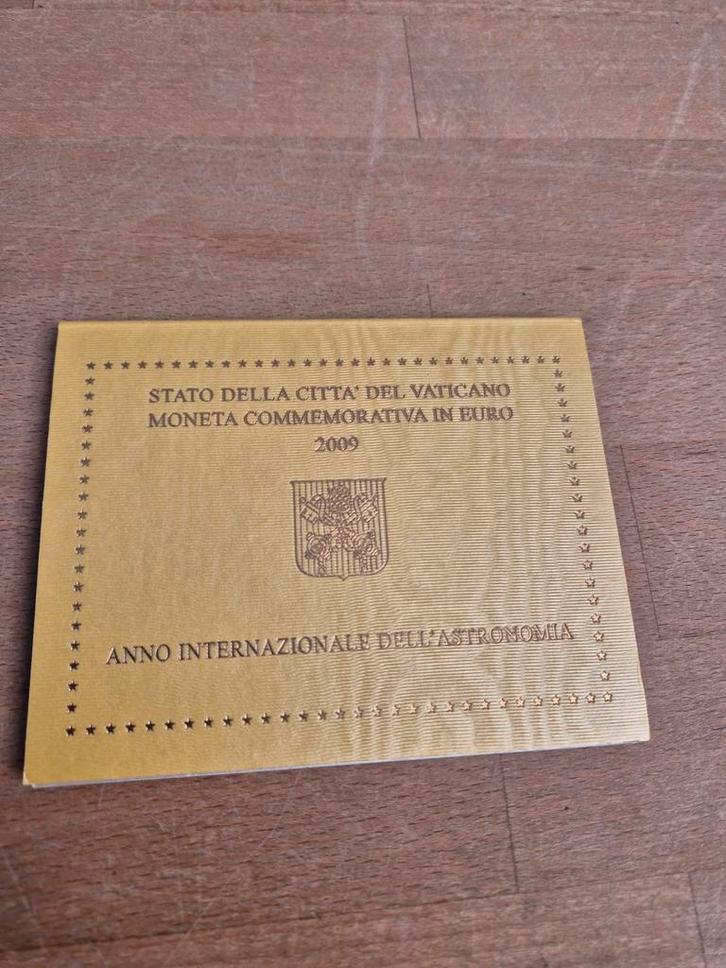 STATO DELLA CITTA' DEL VATICANO
MONETA COMMEMORATIVA IN EURO
2009
ANNO INTERNAZIONALE DELL'ASTRONOMIA